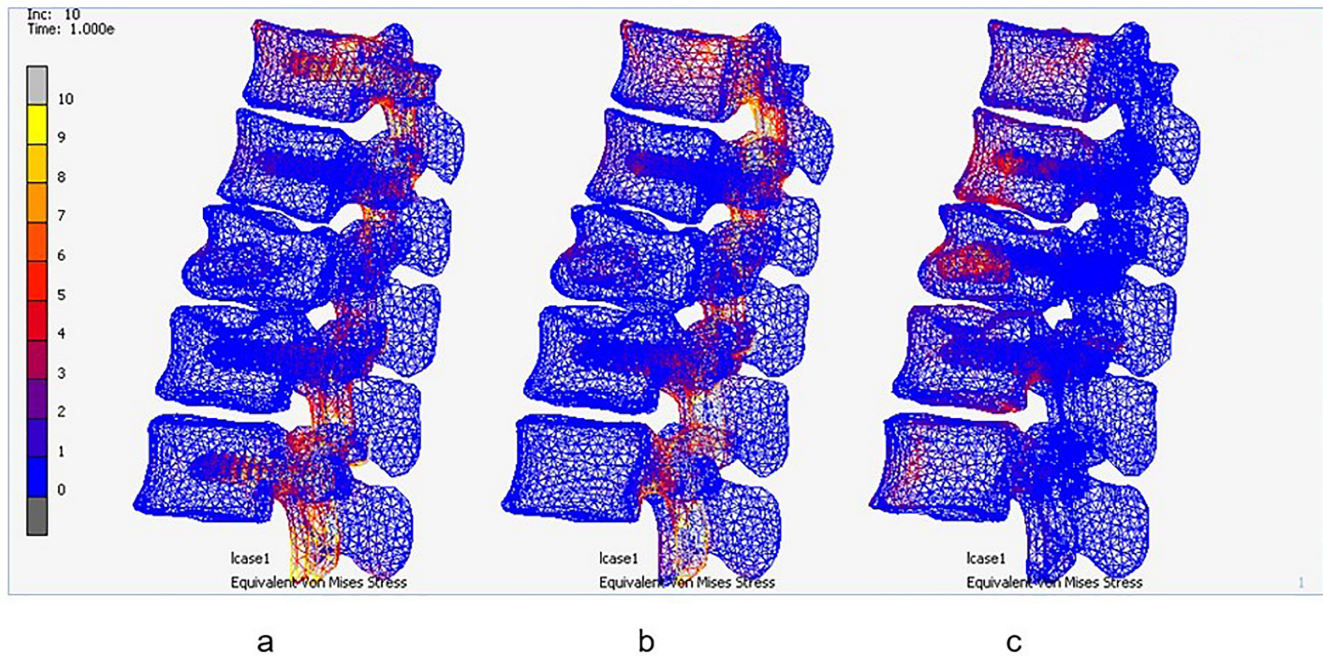 Inc: 10
Time: 1.000e
10
9
8
7
6
5
4
3
2
1
0
lcase1
Equivalent Von Mises Stress
lcase1
Equivalent Von Mises Stress
lcase1
Equivalent Von Mises Stress
1
a
b
c